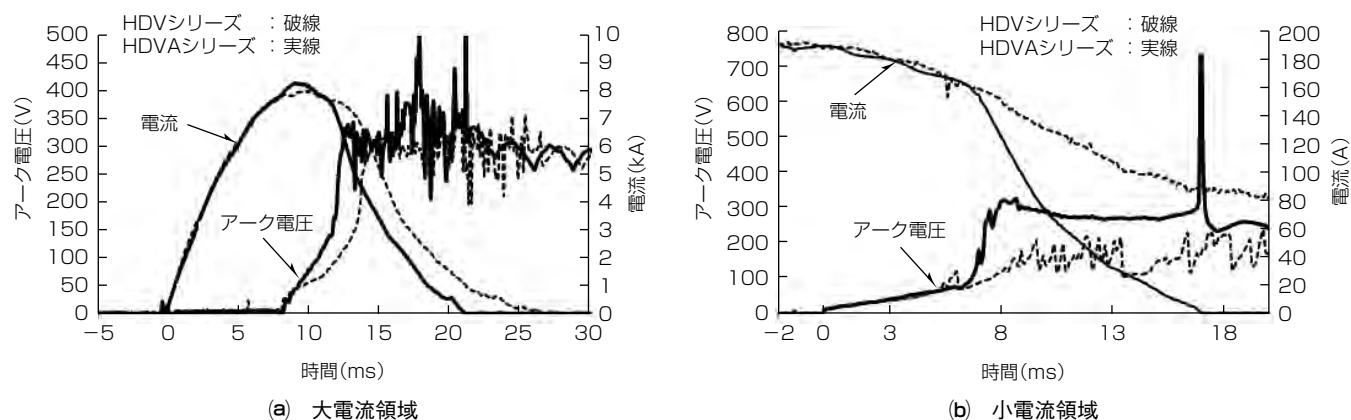 HDVシリーズ :破線
HDVAシリーズ :実線
アーク電圧(V)
500
450
400
350
300
250
200
150
100
50
0
電流
アーク電圧
10
9
8
7
6
5
4
3
2
1
0
電流(kA)
-5 0 5 10 15 20 25 30
時間(ms)
(a) 大電流領域
HDVシリーズ :破線
HDVAシリーズ :実線
アーク電圧(V)
800
700
600
500
400
300
200
100
0
電流
アーク電圧
200
180
160
140
120
100
80
60
40
20
0
電流(A)
-2 0 3 8 13 18
時間(ms)
(b) 小電流領域